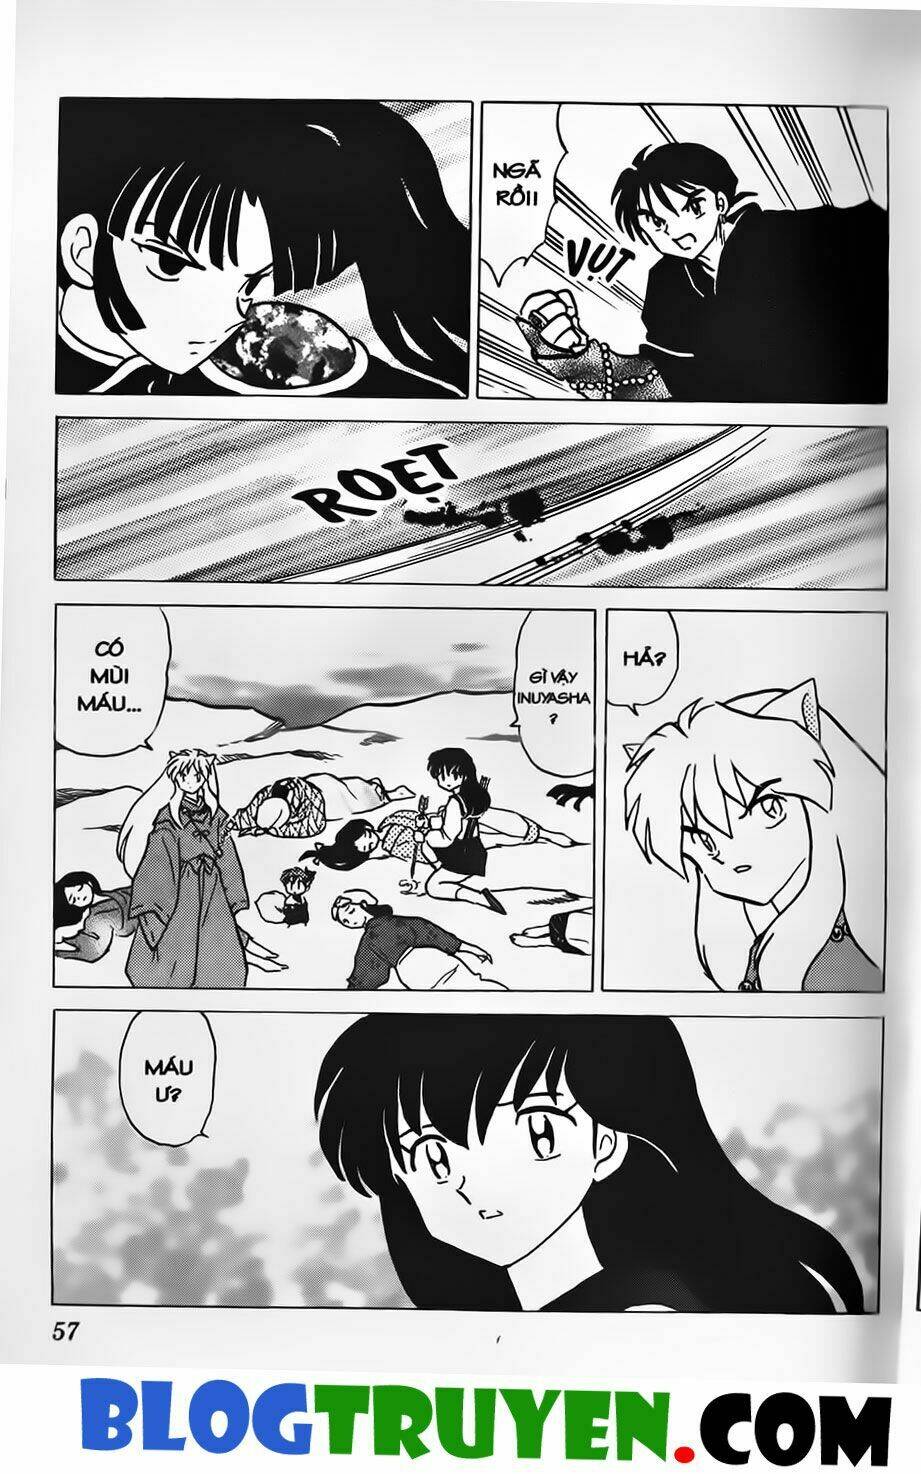 NGÃ
RỒI!
VỤT
ROẸT
CÓ
MÙI
MÁU...
GÌ VẬY
INUYASHA
?
HẢ?
MÁU
Ư?
57
BLOGTRUYEN.COM